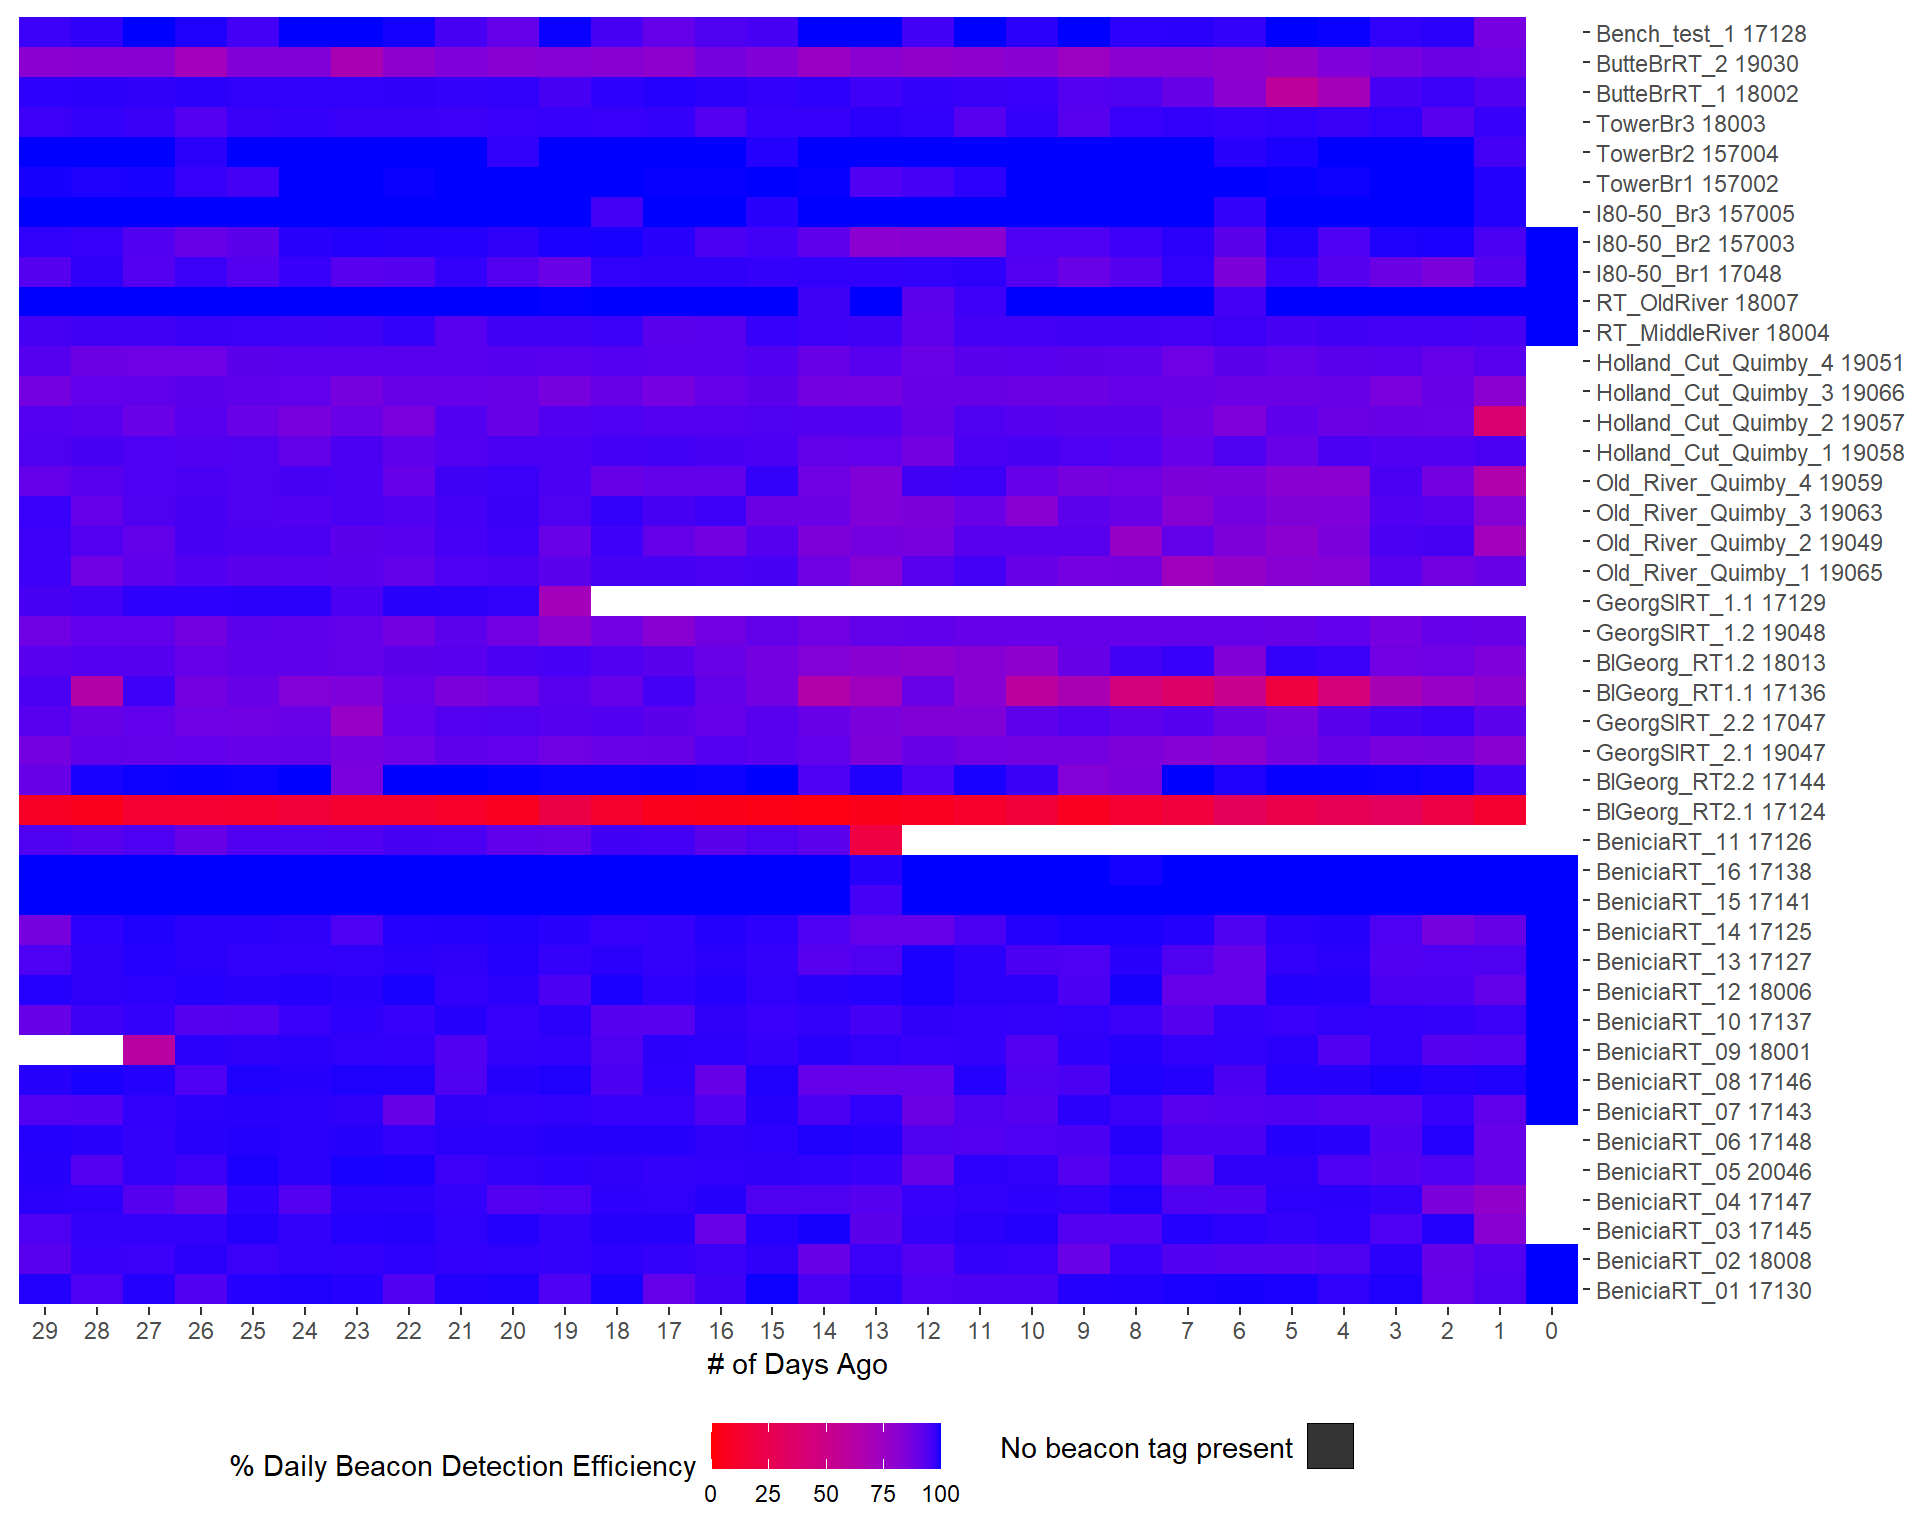 Bench_test_1 17128
ButteBrRT_2 19030
ButteBrRT_1 18002
TowerBr3 18003
TowerBr2 157004
TowerBr1 157002
I80-50_Br3 157005
I80-50_Br2 157003
I80-50_Br1 17048
RT_OldRiver 18007
RT_MiddleRiver 18004
Holland_Cut_Quimby_4 19051
Holland_Cut_Quimby_3 19066
Holland_Cut_Quimby_2 19057
Holland_Cut_Quimby_1 19058
Old_River_Quimby_4 19059
Old_River_Quimby_3 19063
Old_River_Quimby_2 19049
Old_River_Quimby_1 19065
GeorgSlRT_1.1 17129
GeorgSlRT_1.2 19048
BlGeorg_RT1.2 18013
BlGeorg_RT1.1 17136
GeorgSlRT_2.2 17047
GeorgSlRT_2.1 19047
BlGeorg_RT2.2 17144
BlGeorg_RT2.1 17124
BeniciaRT_11 17126
BeniciaRT_16 17138
BeniciaRT_15 17141
BeniciaRT_14 17125
BeniciaRT_13 17127
BeniciaRT_12 18006
BeniciaRT_10 17137
BeniciaRT_09 18001
BeniciaRT_08 17146
BeniciaRT_07 17143
BeniciaRT_06 17148
BeniciaRT_05 20046
BeniciaRT_04 17147
BeniciaRT_03 17145
BeniciaRT_02 18008
BeniciaRT_01 17130
29 28 27 26 25 24 23 22 21 20 19 18 17 16 15 14 13 12 11 10 9 8 7 6 5 4 3 2 1 0
# of Days Ago
% Daily Beacon Detection Efficiency
0 25 50 75 100
No beacon tag present